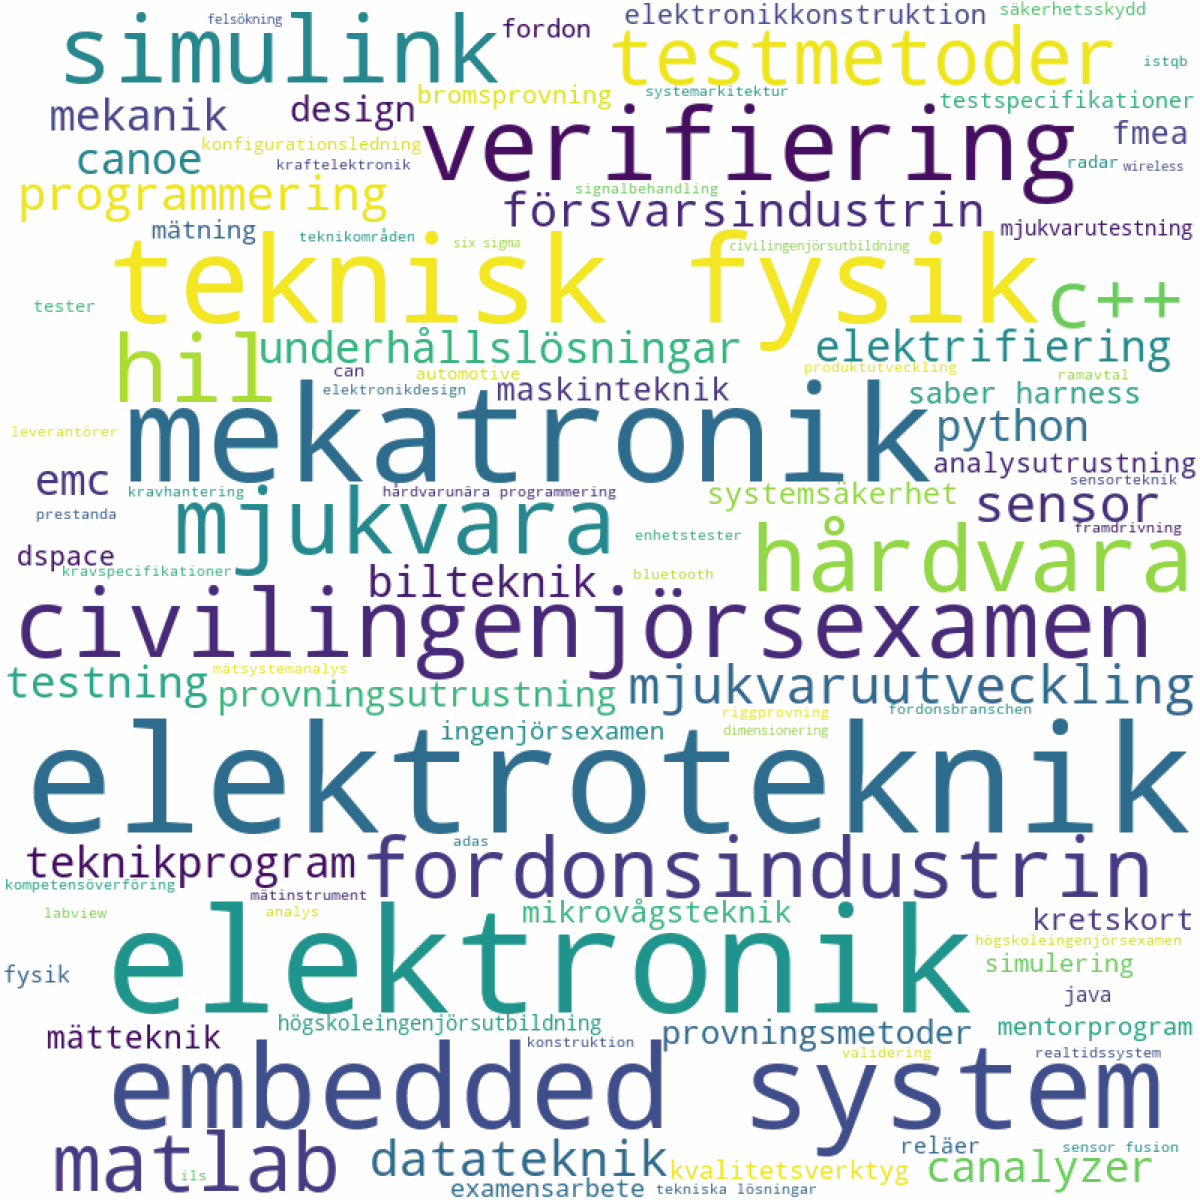 felsökning
simulink
fordon
elektronikkonstruktion
säkerhetsskydd
testmetoder
istqb
mekanik
design
bromsprovning
systemarkitektur
testspecifikationer
verifiering
fmea
konfigurationsledning
canoe
kraftelektronik
radar
wireless
programmering
signalbehandling
försvarsindustrin
mjukvarutestning
mätning
teknikområden
six sigma
civilingenjörsutbildning
teknisk fysik
c++
tester
hil
underhållslösningar
elektrifiering
can
automotive
produktutveckling
ramavtal
elektronikdesign
maskinteknik
saber harness
mekatronik
python
leverantörer
analysutrustning
emc
kravhantering
hårdvarunära programmering
systemsäkerhet
sensorteknik
sensor
prestanda
mjukvara
enhetstester
framdrivning
hårdvara
dspace
kravspecifikationer
bilteknik
bluetooth
civilingenjörsexamen
testning
mätsystemanalys
provningsutrustning
mjukvaruutveckling
riggprovning
fordonsbranschen
ingenjörsexamen
dimensionering
elektroteknik
teknikprogram
adas
fordonsindustrin
kompetensöverföring
mätinstrument
labview
analys
mikrovågsteknik
kretskort
elektronik
högskoleingenjörsexamen
fysik
simulering
java
högskoleingenjörsutbildning
mätteknik
konstruktion
provningsmetoder
mentorprogram
validering
realtidssystem
embedded system
matlab
ils
datateknik
reläer
sensor fusion
kvalitetsverktyg
canalyzer
examensarbete
tekniska lösningar